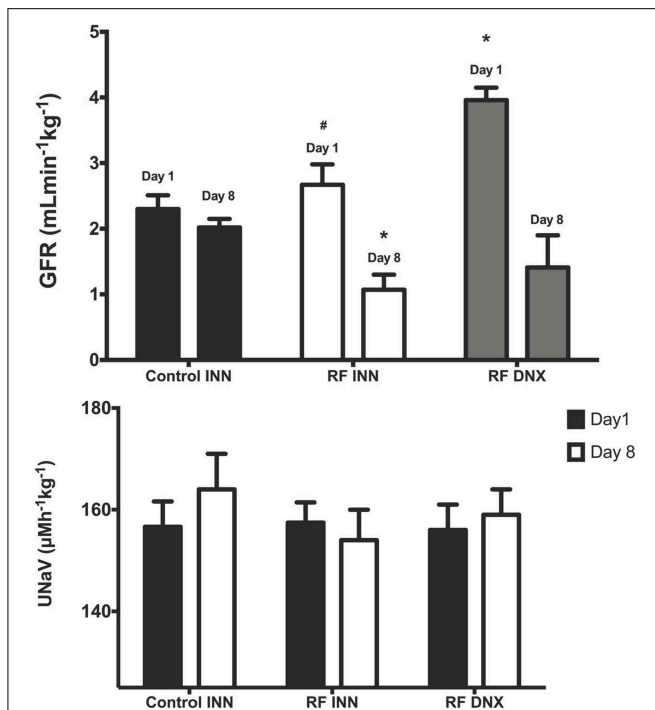 5
*
Day 1
4
*
#
Day 1
3
Day 1
Day 8
2
*
Day 8
Day 8
1
0
GFR (mLmin⁻¹kg⁻¹)
Control INN RF INN RF DNX
180
160
140
UNaV (µMh⁻¹kg⁻¹)
Day1
Day 8
Control INN RF INN RF DNX